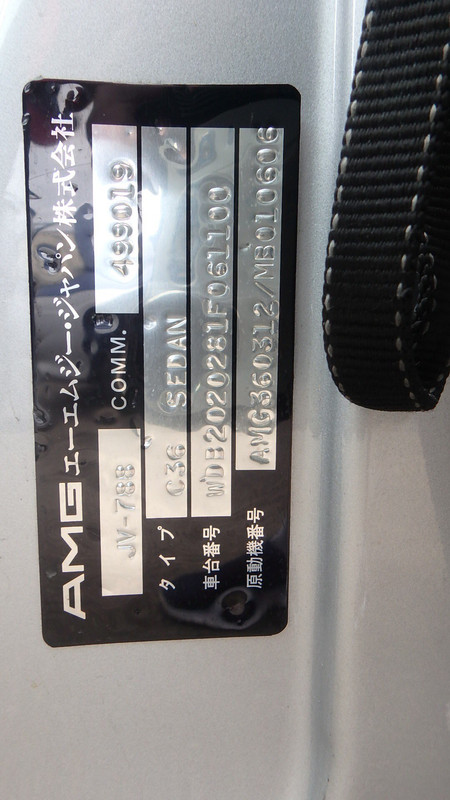 AMG エーエムジー・ジャパン株式会社
JV-788 COMM. 499019
タイプ C36 SEDAN
車台番号 WDB2020281F061100
原動機番号 AMG360312/MB010606